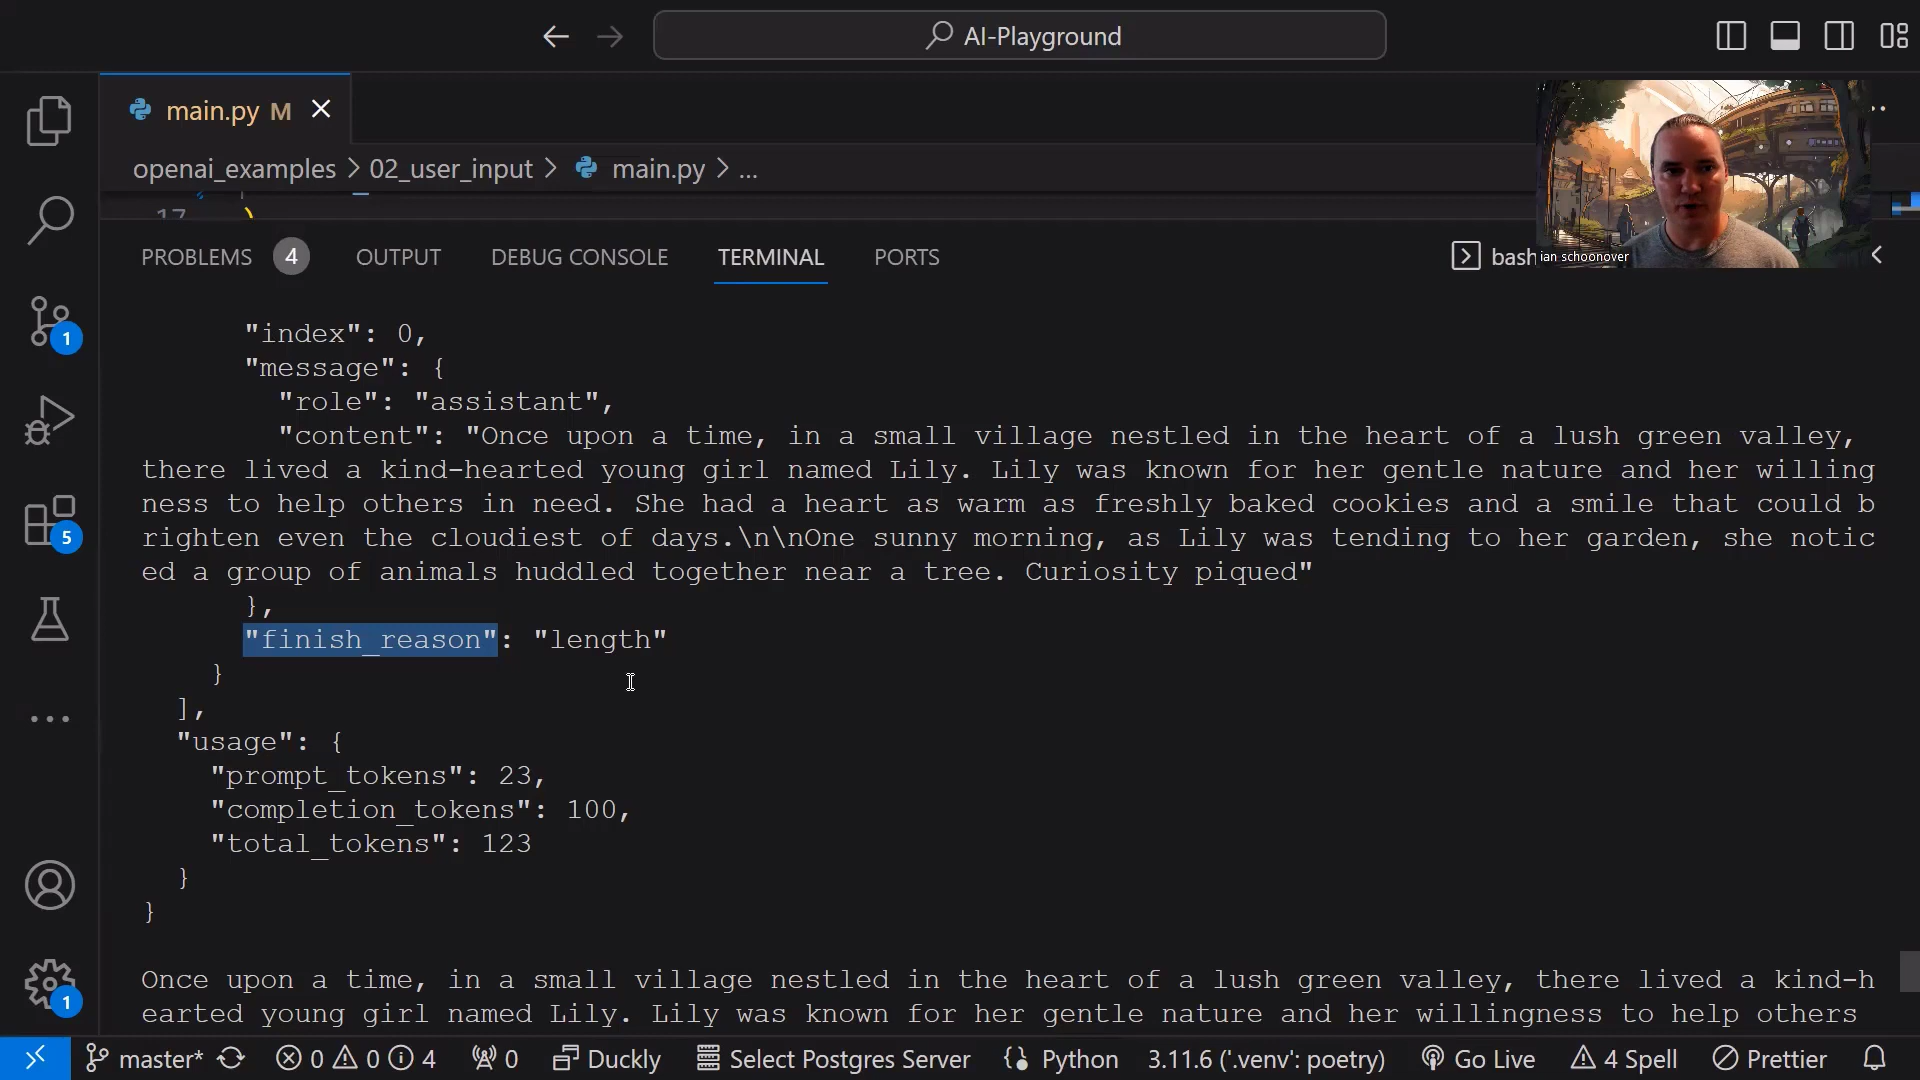 AI-Playground
main.py M
openai_examples > 02_user_input > main.py > ...
17 )
PROBLEMS 4 OUTPUT DEBUG CONSOLE TERMINAL PORTS bash
ian schoonover
"index": 0,
"message": {
"role": "assistant",
"content": "Once upon a time, in a small village nestled in the heart of a lush green valley,
there lived a kind-hearted young girl named Lily. Lily was known for her gentle nature and her willing
ness to help others in need. She had a heart as warm as freshly baked cookies and a smile that could b
righten even the cloudiest of days.\n\nOne sunny morning, as Lily was tending to her garden, she notic
ed a group of animals huddled together near a tree. Curiosity piqued"
},
"finish_reason": "length"
}
],
"usage": {
"prompt_tokens": 23,
"completion_tokens": 100,
"total_tokens": 123
}
}
Once upon a time, in a small village nestled in the heart of a lush green valley, there lived a kind-h
earted young girl named Lily. Lily was known for her gentle nature and her willingness to help others
1
5
1
master* 0 0 4 0 Duckly Select Postgres Server Python 3.11.6 ('.venv': poetry) Go Live 4 Spell Prettier